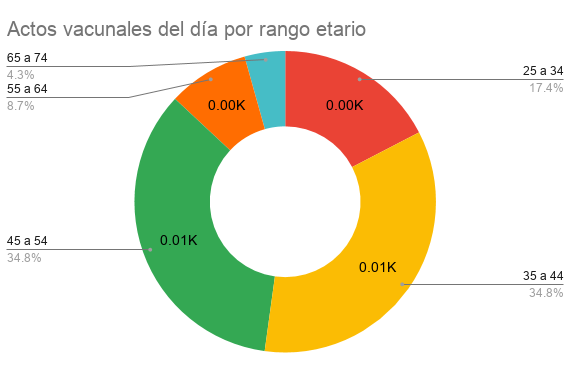 Actos vacunales del día por rango etario
65 a 74
4.3%
55 a 64
8.7%
25 a 34
17.4%
0.00K
0.00K
45 a 54
34.8%
0.01K
0.01K
35 a 44
34.8%